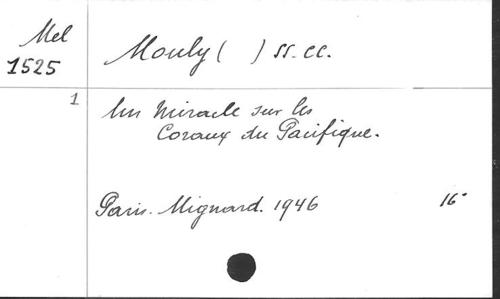 Mel
1525
Mouly ( ) ss. cc.
1
Un Miracle sur les
Coraux du Pacifique.
Paris. Mignard. 1946 16°